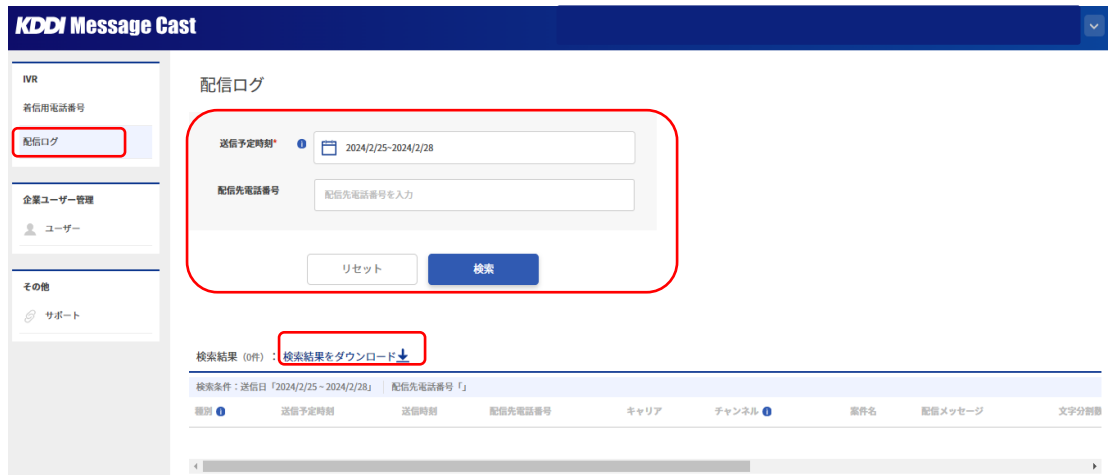 KDDI Message Cast
IVR
着信用電話番号
配信ログ
企業ユーザー管理
ユーザー
その他
サポート
配信ログ
送信予定時刻* 2024/2/25~2024/2/28
配信先電話番号 配信先電話番号を入力
リセット 検索
検索結果 (0件) : 検索結果をダウンロード
検索条件:送信日「2024/2/25 ~ 2024/2/28」 配信先電話番号「」
種別 送信予定時刻 送信時刻 配信先電話番号 キャリア チャンネル 案件名 配信メッセージ 文字分割数